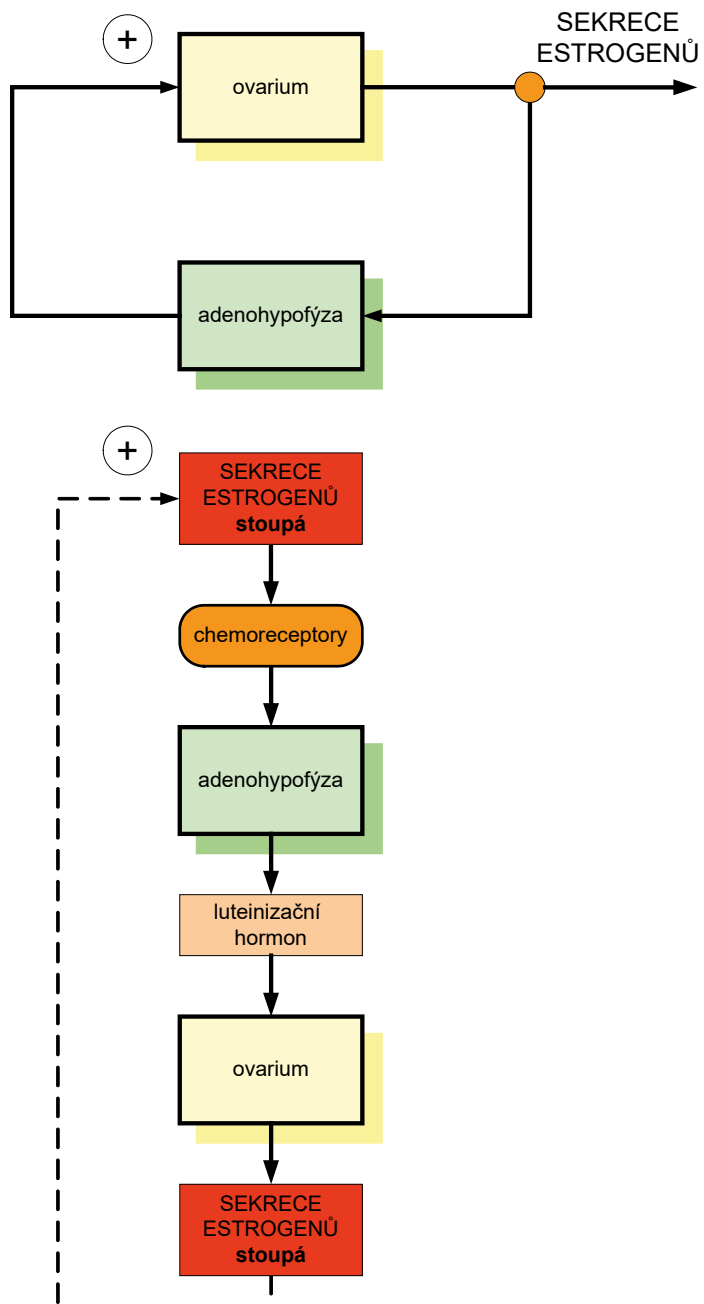 +
SEKRECE
ESTROGENŮ
ovarium
adenohypofýza
+
SEKRECE
ESTROGENŮ
stoupá
chemoreceptory
adenohypofýza
luteinizační
hormon
ovarium
SEKRECE
ESTROGENŮ
stoupá